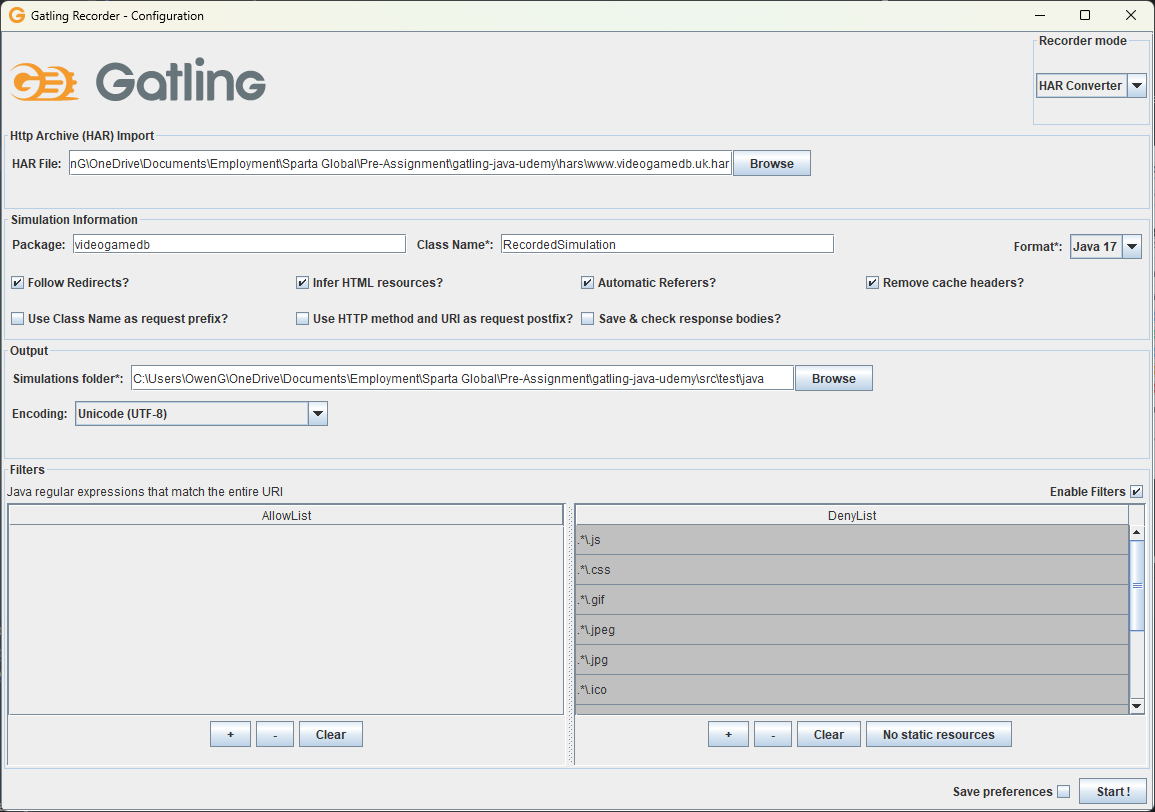 Gatling Recorder - Configuration
Gatling
Recorder mode
HAR Converter
Http Archive (HAR) Import
HAR File: nG\OneDrive\Documents\Employment\Sparta Global\Pre-Assignment\gatling-java-udemy\hars\www.videogamedb.uk.har Browse
Simulation Information
Package: videogamedb Class Name*: RecordedSimulation Format*: Java 17
Follow Redirects? Infer HTML resources? Automatic Referers? Remove cache headers?
Use Class Name as request prefix? Use HTTP method and URI as request postfix? Save & check response bodies?
Output
Simulations folder*: C:\Users\OwenG\OneDrive\Documents\Employment\Sparta Global\Pre-Assignment\gatling-java-udemy\src\test\java Browse
Encoding: Unicode (UTF-8)
Filters
Java regular expressions that match the entire URI Enable Filters
AllowList DenyList
.*\.js
.*\.css
.*\.gif
.*\.jpeg
.*\.jpg
.*\.ico
+ - Clear + - Clear No static resources
Save preferences Start !